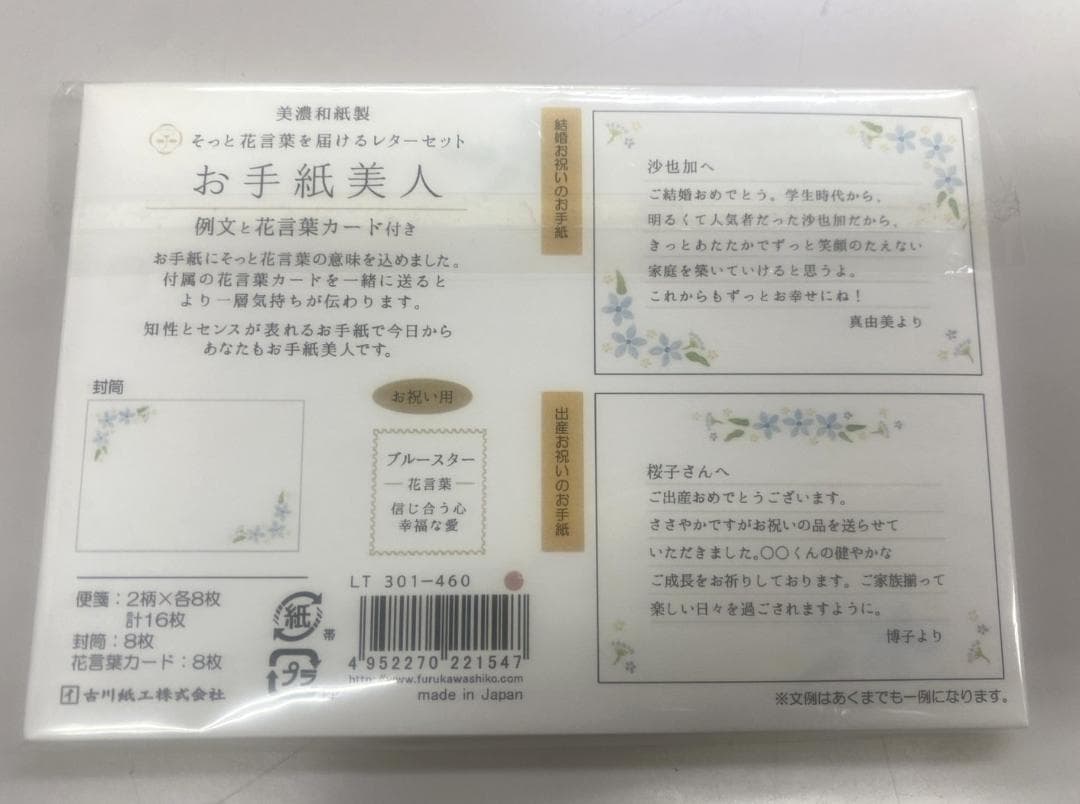 美濃和紙製
そっと花言葉を届けるレターセット
お手紙美人
例文と花言葉カード付き
お手紙にそっと花言葉の意味を込めました。
付属の花言葉カードを一緒に送ると
より一層気持ちが伝わります。
知性とセンスが表れるお手紙で今日から
あなたもお手紙美人です。
封筒
お祝い用
ブルースター
花言葉
信じ合う心
幸福な愛
便箋：2柄×各8枚
計16枚
封筒：8枚
花言葉カード：8枚
古川紙工株式会社
紙
帯
プラ
LT 301-460
4 952270 221547
http://www.furukawashiko.com
made in Japan
結婚お祝いのお手紙
沙也加へ
ご結婚おめでとう。学生時代から、
明るくて人気者だった沙也加だから、
きっとあたたかでずっと笑顔のたえない
家庭を築いていけると思うよ。
これからもずっとお幸せにね！
真由美より
出産お祝いのお手紙
桜子さんへ
ご出産おめでとうございます。
ささやかですがお祝いの品を送らせて
いただきました。〇〇くんの健やかな
ご成長をお祈りしております。ご家族揃って
楽しい日々を過ごされますように。
博子より
※文例はあくまでも一例になります。